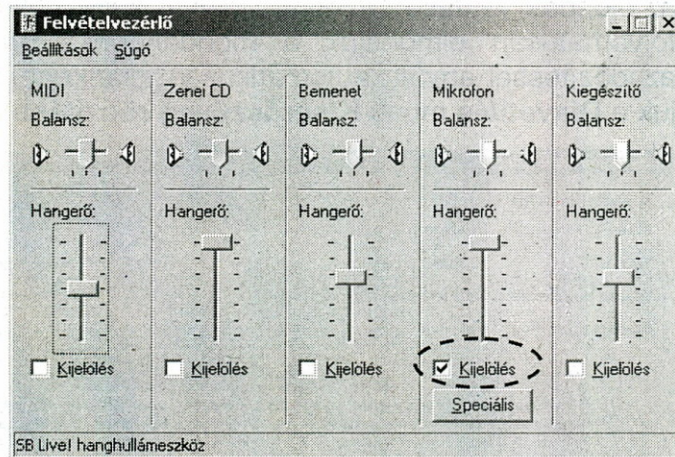 Felvételvezérlő
Beállítások Súgó
MIDI Zenei CD Bemenet Mikrofon Kiegészítő
Balansz: Balansz: Balansz: Balansz: Balansz:
Hangerő: Hangerő: Hangerő: Hangerő: Hangerő:
Kijelölés Kijelölés Kijelölés Kijelölés Kijelölés
Speciális
SB Live! hanghullámeszköz